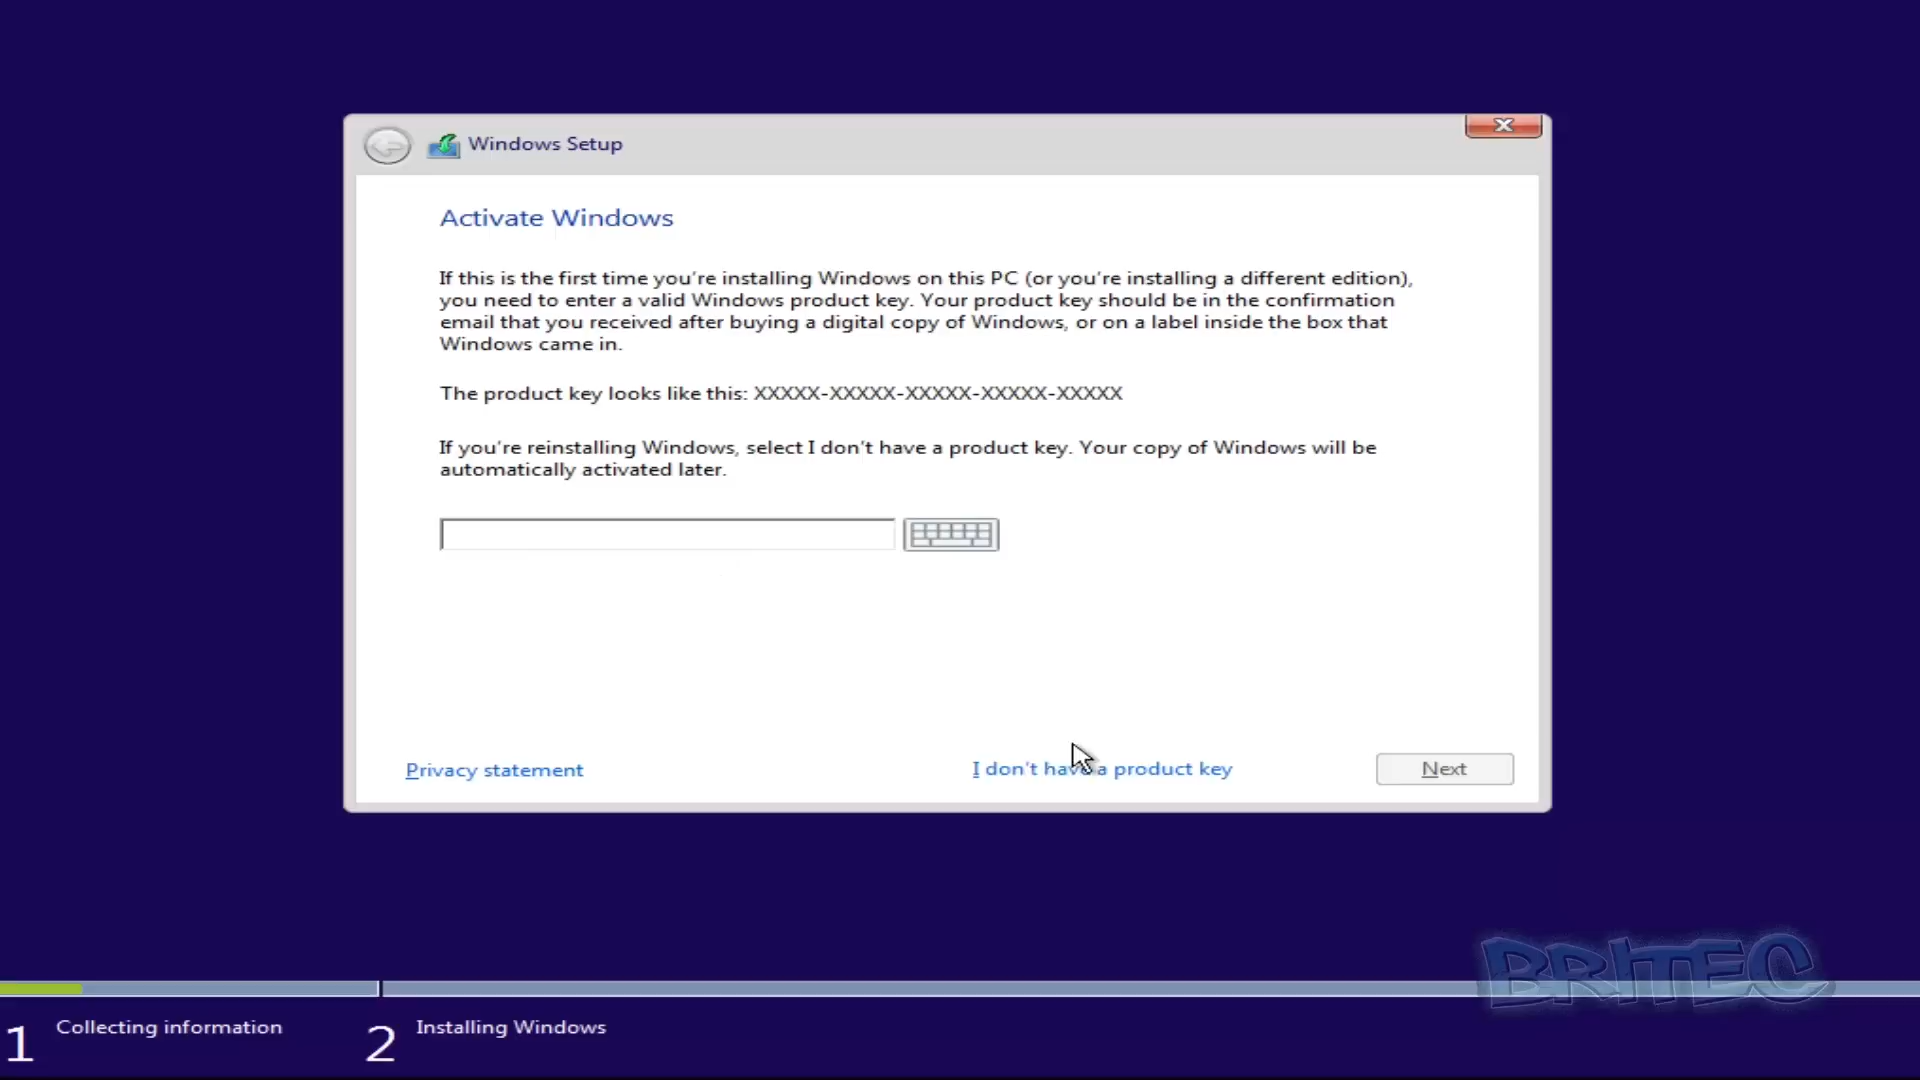 Windows Setup
Activate Windows
If this is the first time you're installing Windows on this PC (or you're installing a different edition),
you need to enter a valid Windows product key. Your product key should be in the confirmation
email that you received after buying a digital copy of Windows, or on a label inside the box that
Windows came in.
The product key looks like this: XXXXX-XXXXX-XXXXX-XXXXX-XXXXX
If you're reinstalling Windows, select I don't have a product key. Your copy of Windows will be
automatically activated later.
Privacy statement
I don't have a product key
Next
BRITEC
1 Collecting information
2 Installing Windows